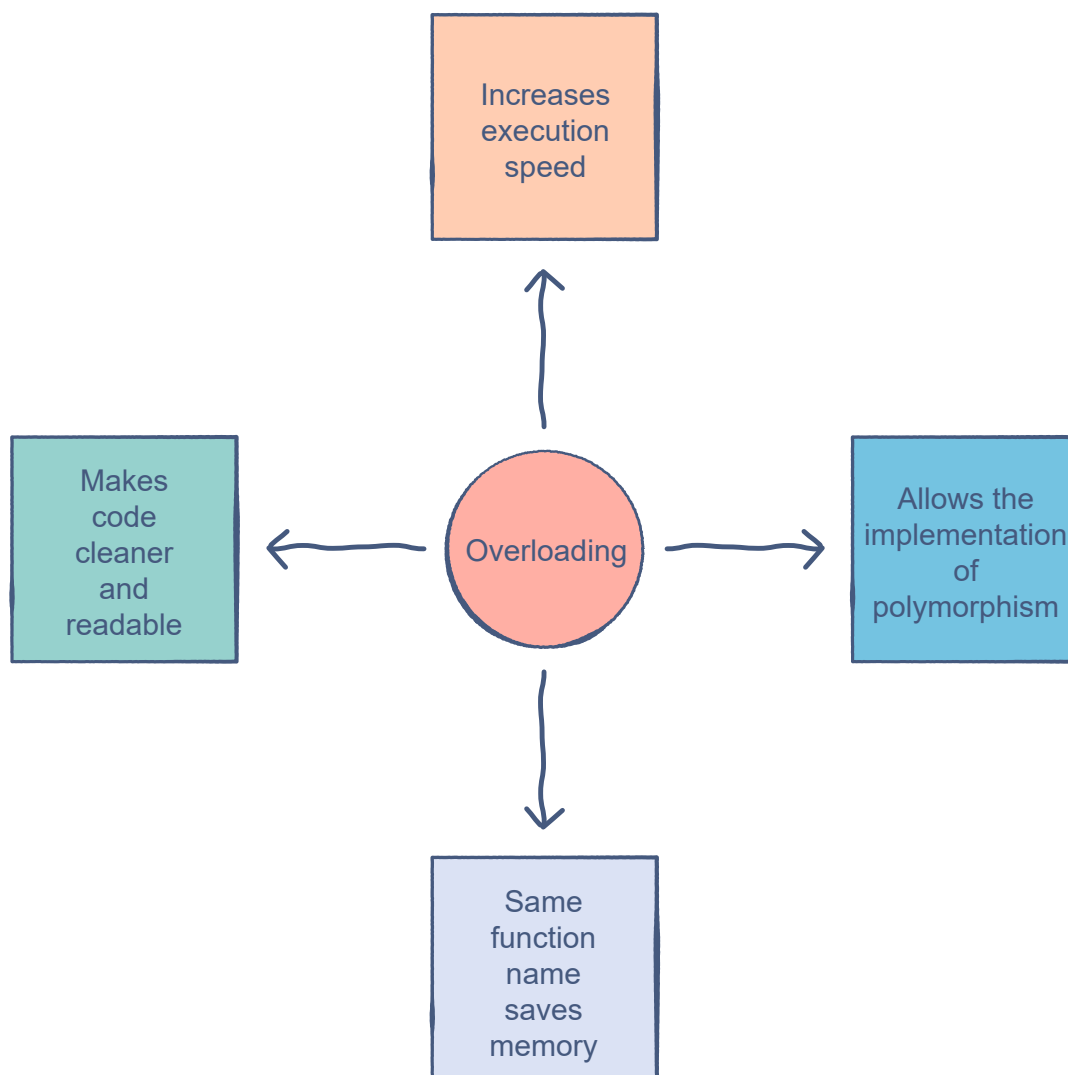 Increases
execution
speed
Makes
code
cleaner
and
readable
Overloading
Allows the
implementation
of
polymorphism
Same
function
name
saves
memory